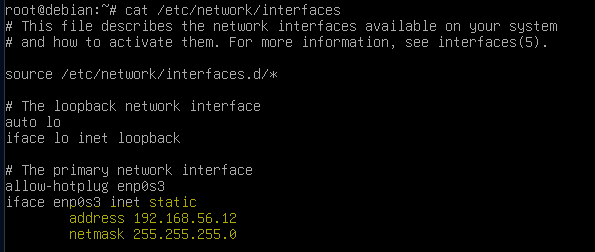 root@debian:~# cat /etc/network/interfaces
# This file describes the network interfaces available on your system
# and how to activate them. For more information, see interfaces(5).
source /etc/network/interfaces.d/*
# The loopback network interface
auto lo
iface lo inet loopback
# The primary network interface
allow-hotplug enp0s3
iface enp0s3 inet static
address 192.168.56.12
netmask 255.255.255.0